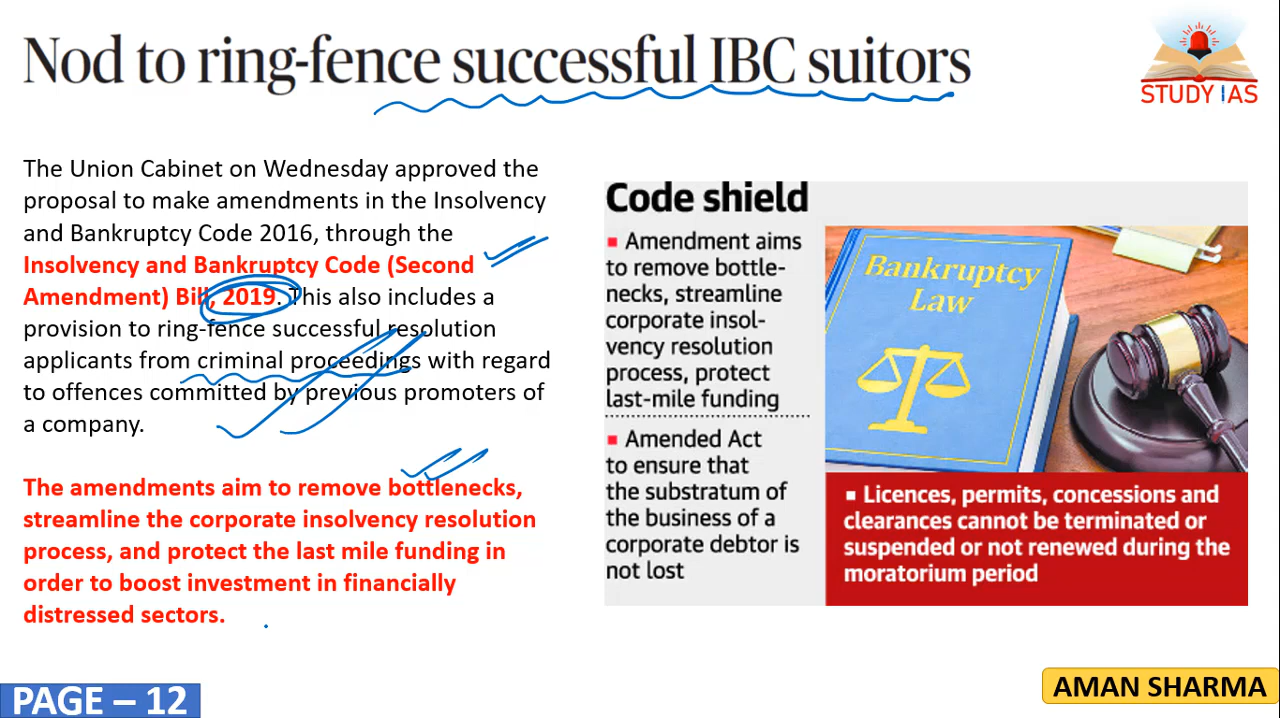 Nod to ring-fence successful IBC suitors
STUDY IAS
The Union Cabinet on Wednesday approved the
proposal to make amendments in the Insolvency
and Bankruptcy Code 2016, through the
Insolvency and Bankruptcy Code (Second
Amendment) Bill, 2019. This also includes a
provision to ring-fence successful resolution
applicants from criminal proceedings with regard
to offences committed by previous promoters of
a company.
The amendments aim to remove bottlenecks,
streamline the corporate insolvency resolution
process, and protect the last mile funding in
order to boost investment in financially
distressed sectors.
Code shield
Amendment aims
to remove bottle-
necks, streamline
corporate insol-
vency resolution
process, protect
last-mile funding
Amended Act
to ensure that
the substratum of
the business of a
corporate debtor is
not lost
Bankruptcy
Law
Licences, permits, concessions and
clearances cannot be terminated or
suspended or not renewed during the
moratorium period
PAGE – 12
AMAN SHARMA